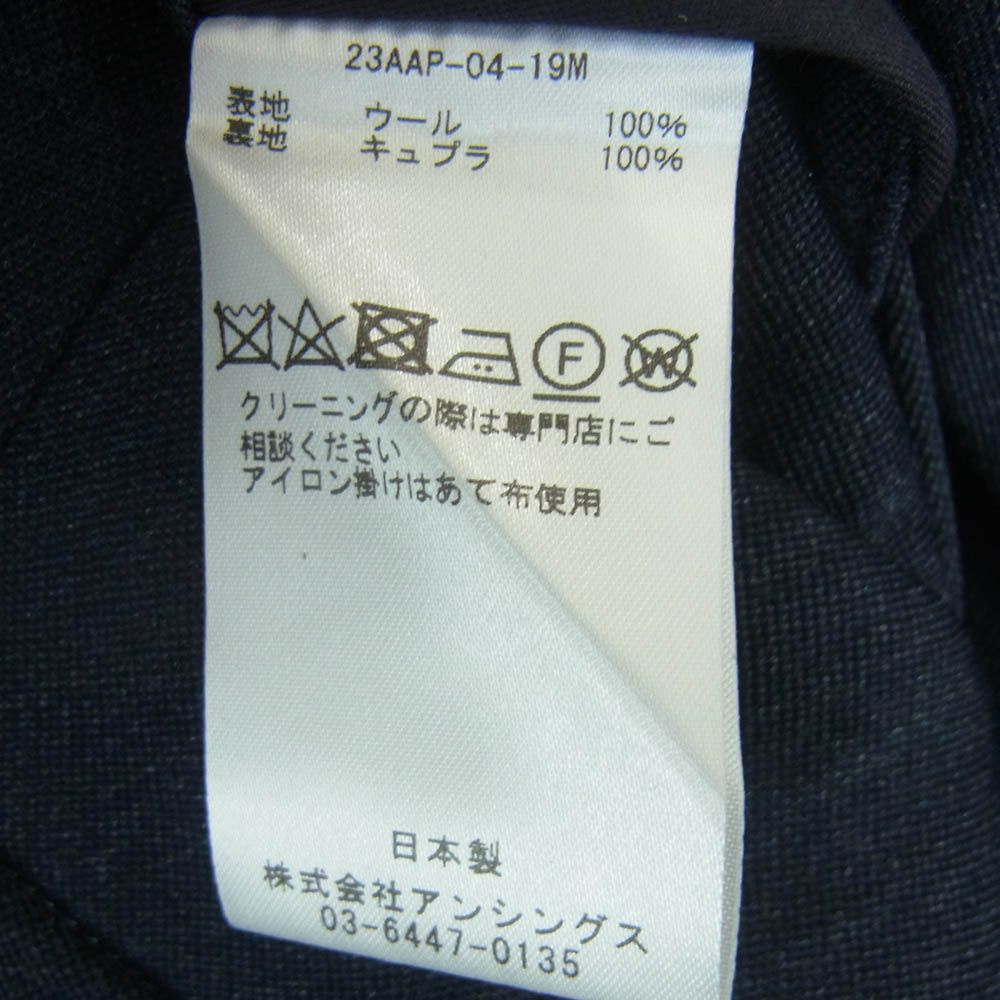 23AAP-04-19M
表地 ウール 100%
裏地 キュプラ 100%
F W
クリーニングの際は専門店にご
相談ください
アイロン掛けはあて布使用
日本製
株式会社アンシングス
03-6447-0135